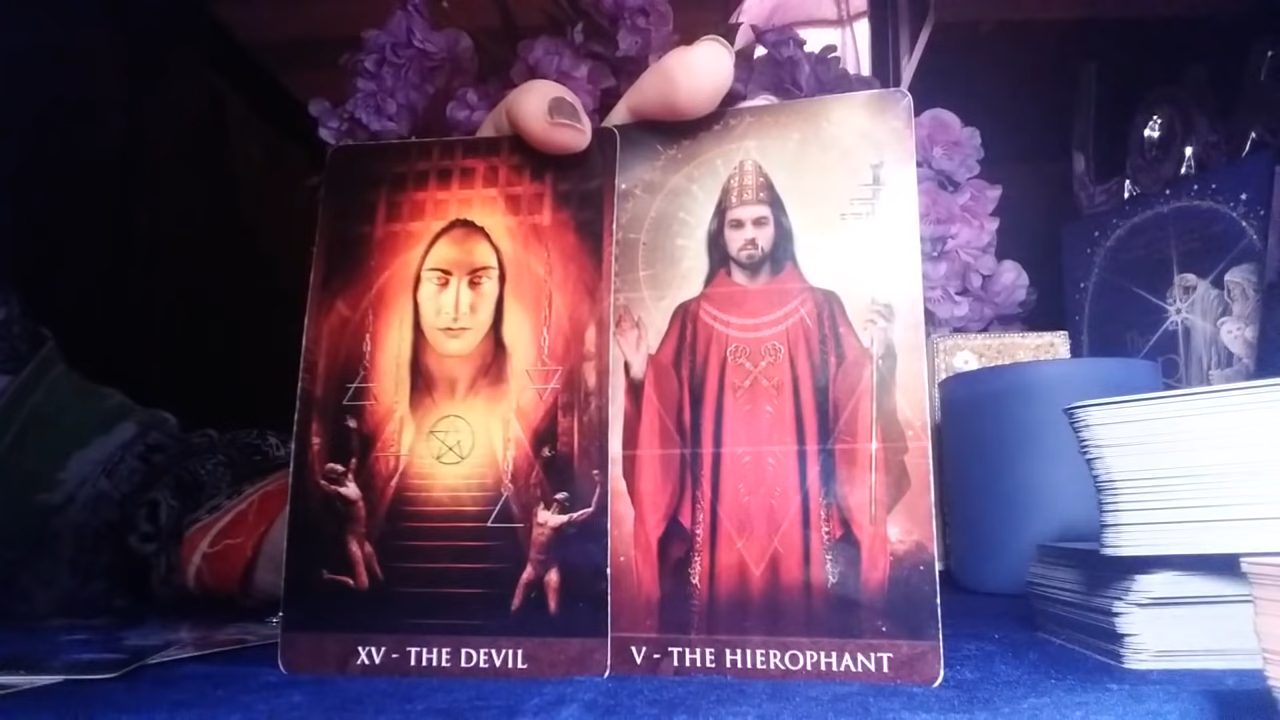 XV - THE DEVIL
V - THE HIEROPHANT